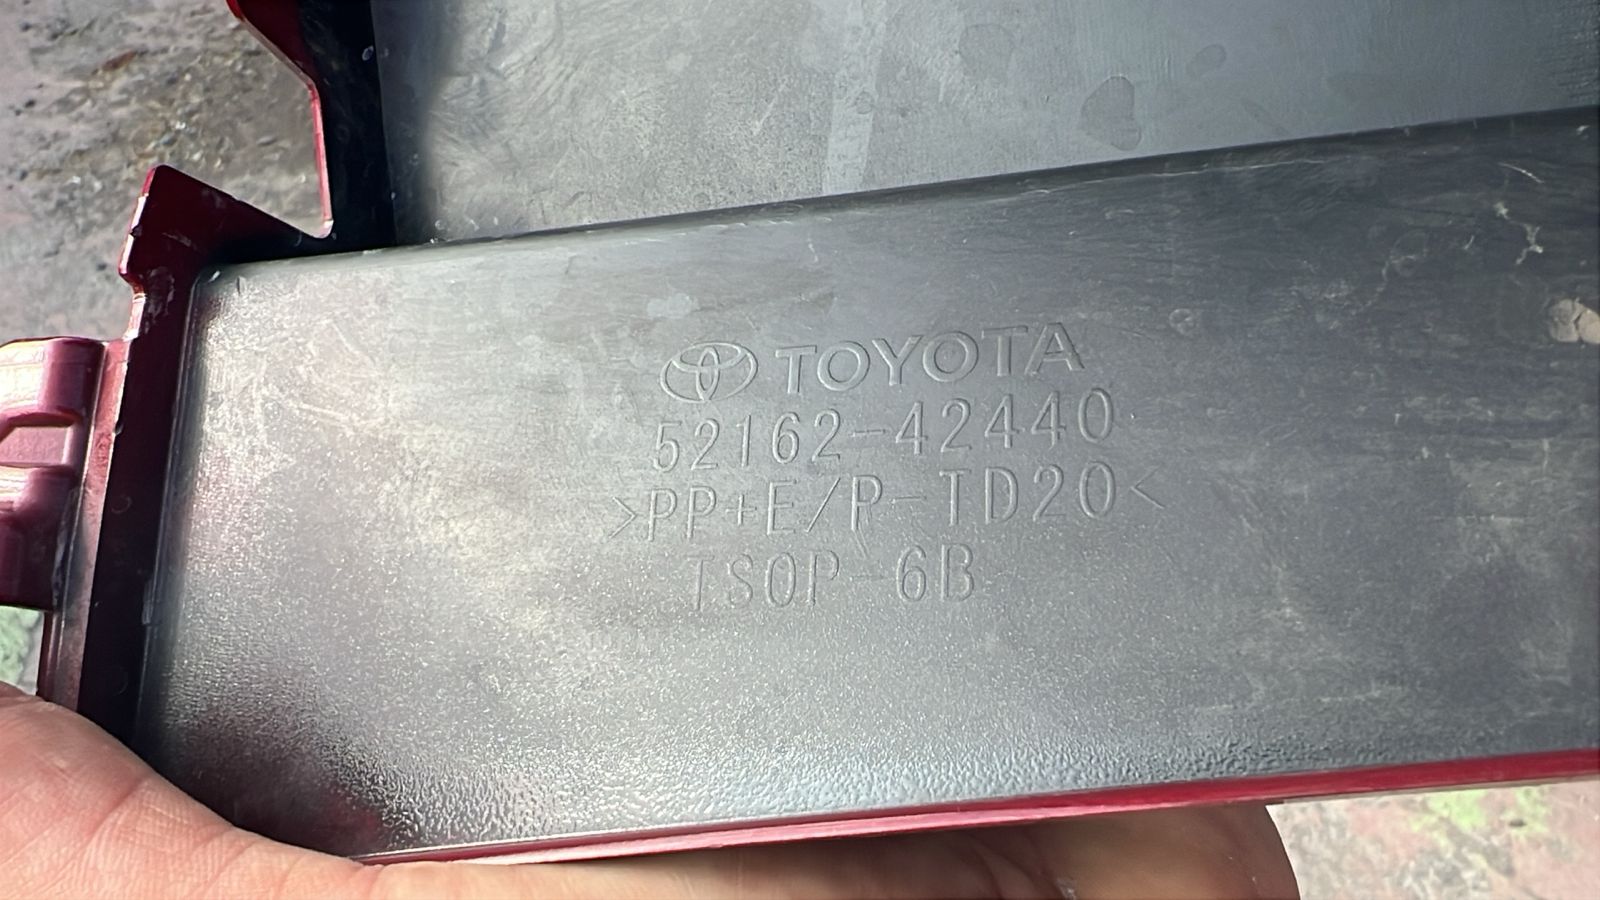 TOYOTA
52162-42440
>PP+E/P-TD20<
TSOP-6B